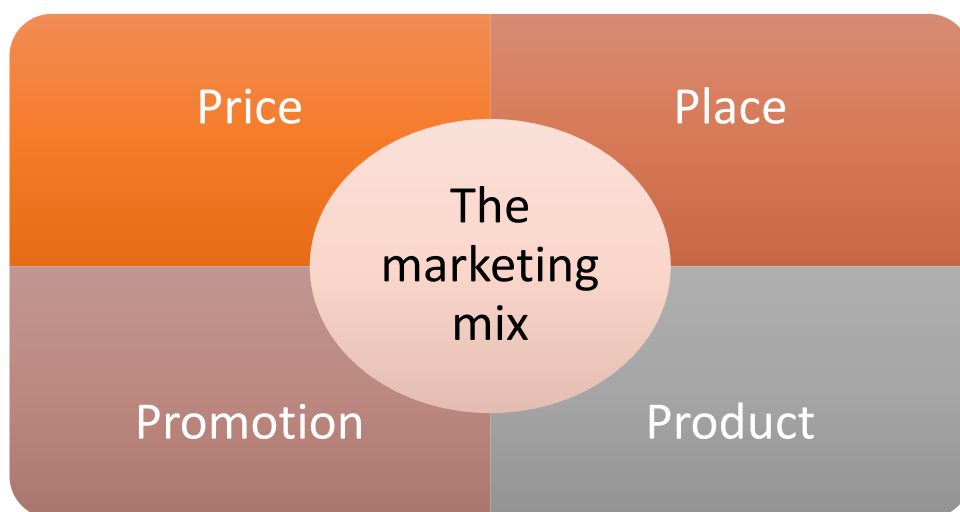 Price
Place
The
marketing
mix
Promotion
Product